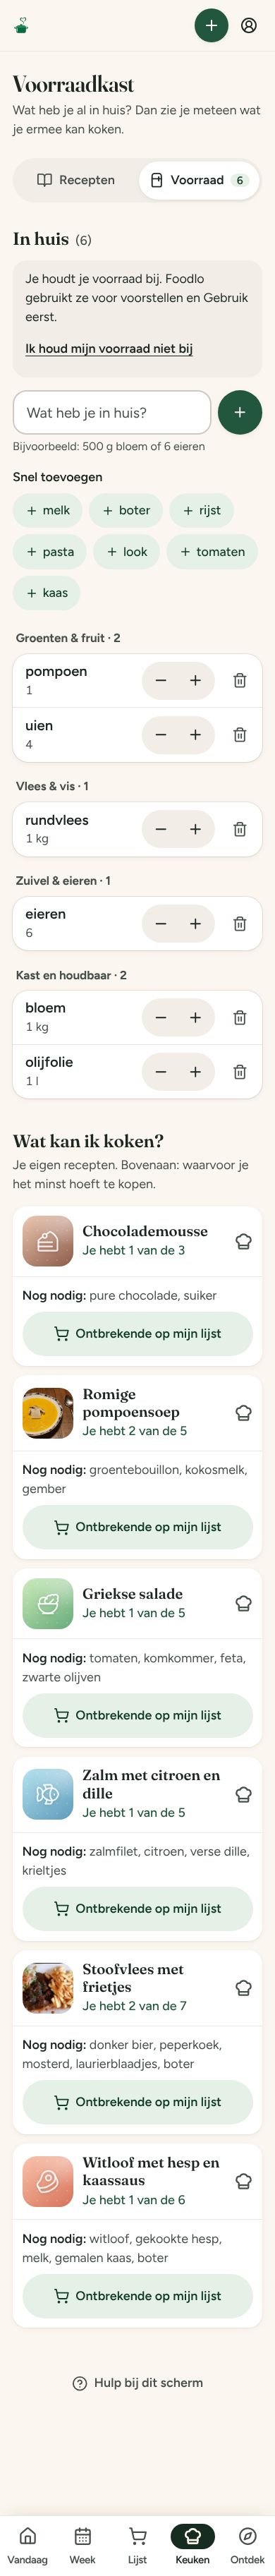 Voorraadkast
Wat heb je al in huis? Dan zie je meteen wat
je ermee kan koken.
Recepten
Voorraad 6
In huis (6)
Je houdt je voorraad bij. Foodlo
gebruikt ze voor voorstellen en Gebruik
eerst.
Ik houd mijn voorraad niet bij
Wat heb je in huis?
Bijvoorbeeld: 500 g bloem of 6 eieren
Snel toevoegen
+ melk
+ boter
+ rijst
+ pasta
+ look
+ tomaten
+ kaas
Groenten & fruit · 2
pompoen
1
uien
4
Vlees & vis · 1
rundvlees
1 kg
Zuivel & eieren · 1
eieren
6
Kast en houdbaar · 2
bloem
1 kg
olijfolie
1 l
Wat kan ik koken?
Je eigen recepten. Bovenaan: waarvoor je
het minst hoeft te kopen.
Chocolademousse
Je hebt 1 van de 3
Nog nodig: pure chocolade, suiker
Ontbrekende op mijn lijst
Romige
pompoensoep
Je hebt 2 van de 5
Nog nodig: groentebouillon, kokosmelk,
gember
Ontbrekende op mijn lijst
Griekse salade
Je hebt 1 van de 5
Nog nodig: tomaten, komkommer, feta,
zwarte olijven
Ontbrekende op mijn lijst
Zalm met citroen en
dille
Je hebt 1 van de 5
Nog nodig: zalmfilet, citroen, verse dille,
krieltjes
Ontbrekende op mijn lijst
Stoofvlees met
frietjes
Je hebt 2 van de 7
Nog nodig: donker bier, peperkoek,
mosterd, laurierblaadjes, boter
Ontbrekende op mijn lijst
Witloof met hesp en
kaassaus
Je hebt 1 van de 6
Nog nodig: witloof, gekookte hesp,
melk, gemalen kaas, boter
Ontbrekende op mijn lijst
Hulp bij dit scherm
Vandaag
Week
Lijst
Keuken
Ontdek